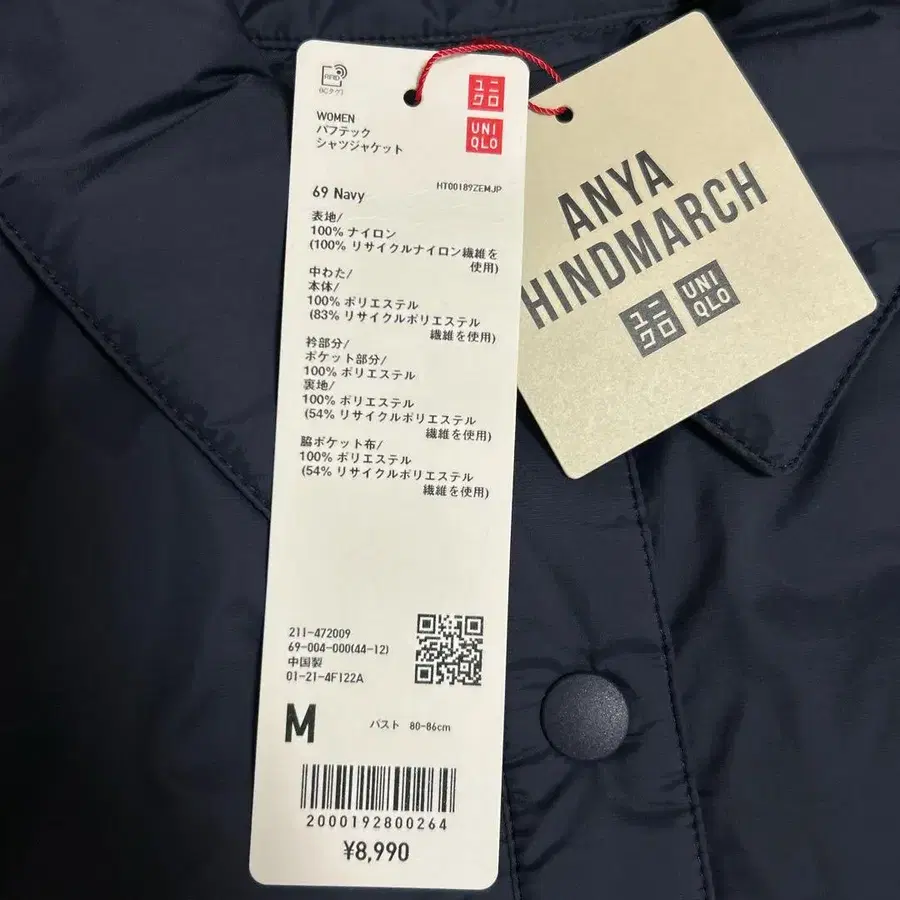 RFID
(ICタグ)
ユニ
クロ
UNI
QLO
WOMEN
パフテック
シャツジャケット
69 Navy
HT00189ZEMJP
表地/
100% ナイロン
(100% リサイクルナイロン繊維を
使用)
中わた/
本体/
100% ポリエステル
(83% リサイクルポリエステル
繊維を使用)
衿部分/
ポケット部分/
100% ポリエステル
裏地/
100% ポリエステル
(54% リサイクルポリエステル
繊維を使用)
脇ポケット布/
100% ポリエステル
(54% リサイクルポリエステル
繊維を使用)
211-472009
69-004-000(44-12)
中国製
01-21-4F122A
M
バスト 80-86cm
2000192800264
¥8,990
ANYA
HINDMARCH
ユニ
クロ
UNI
QLO